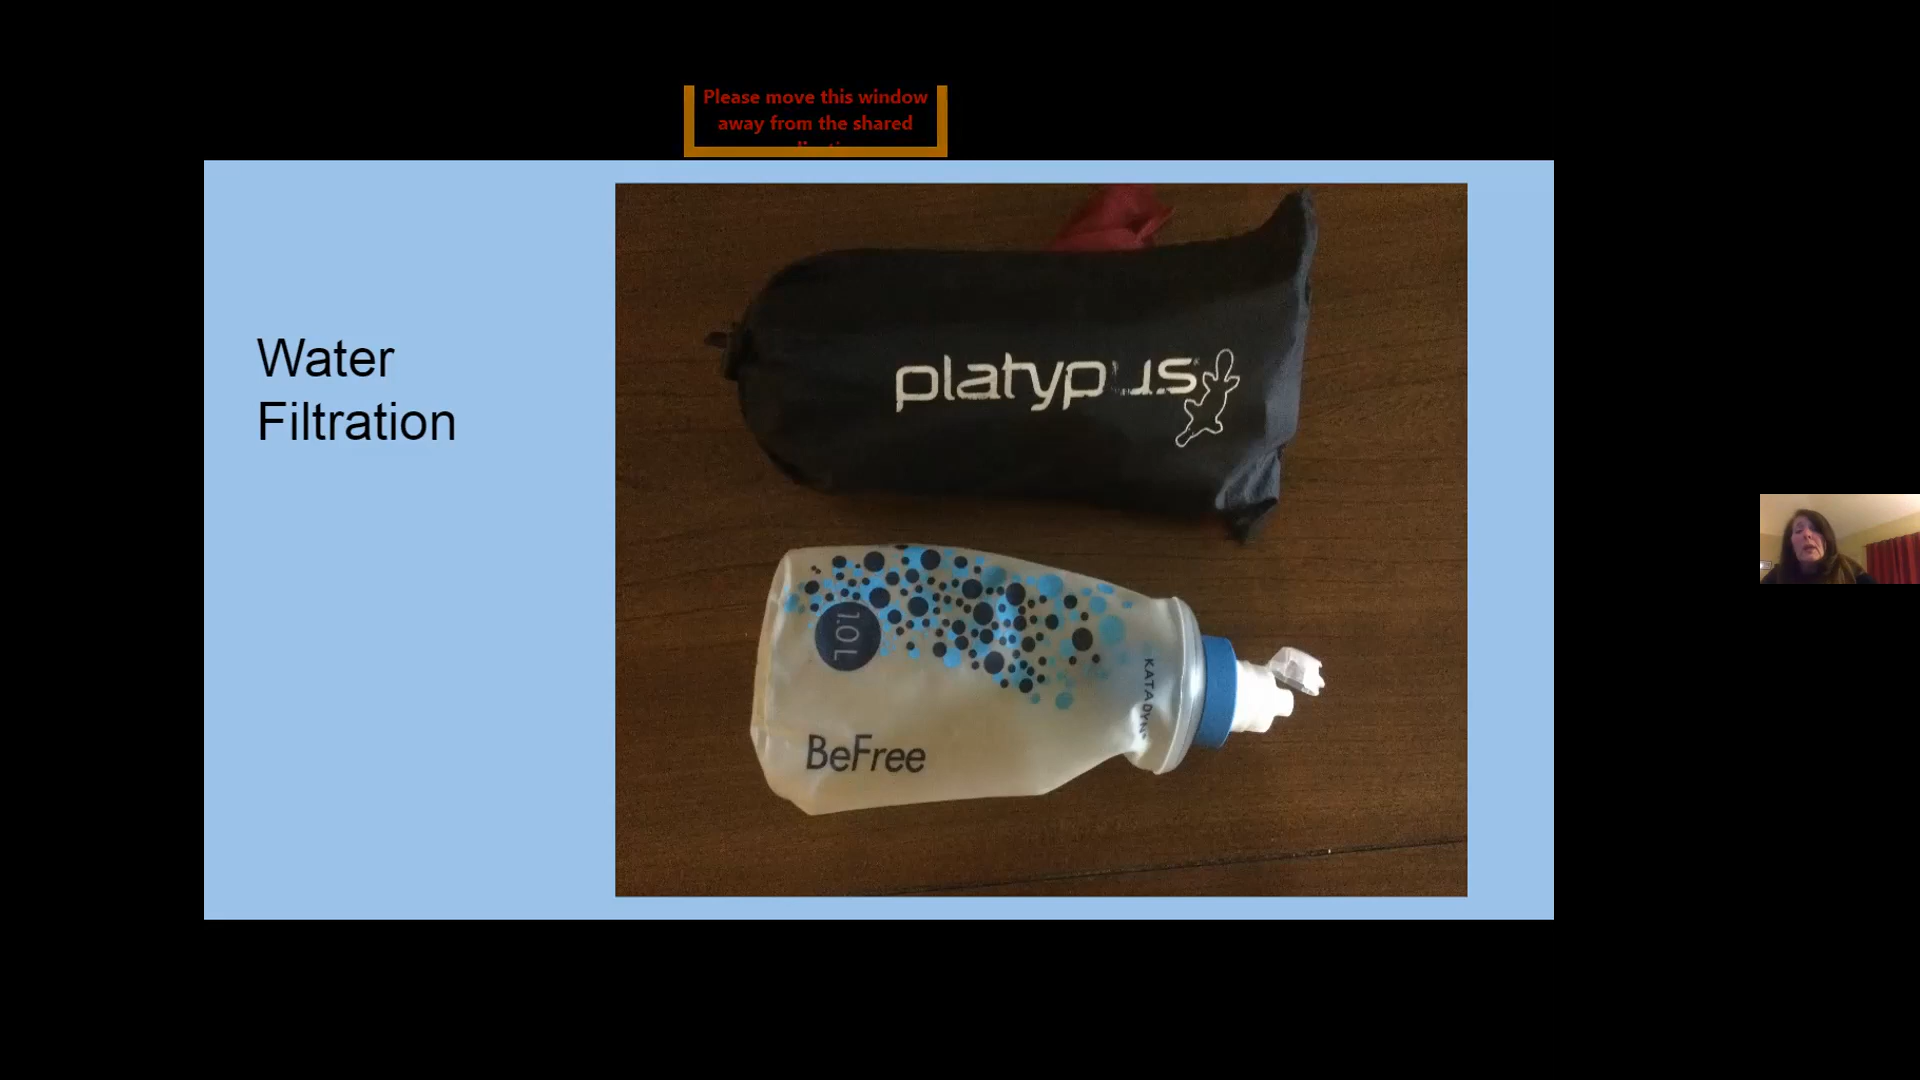 Please move this window
away from the shared
Water
Filtration
platypus
1.0L
KATADYN
BeFree